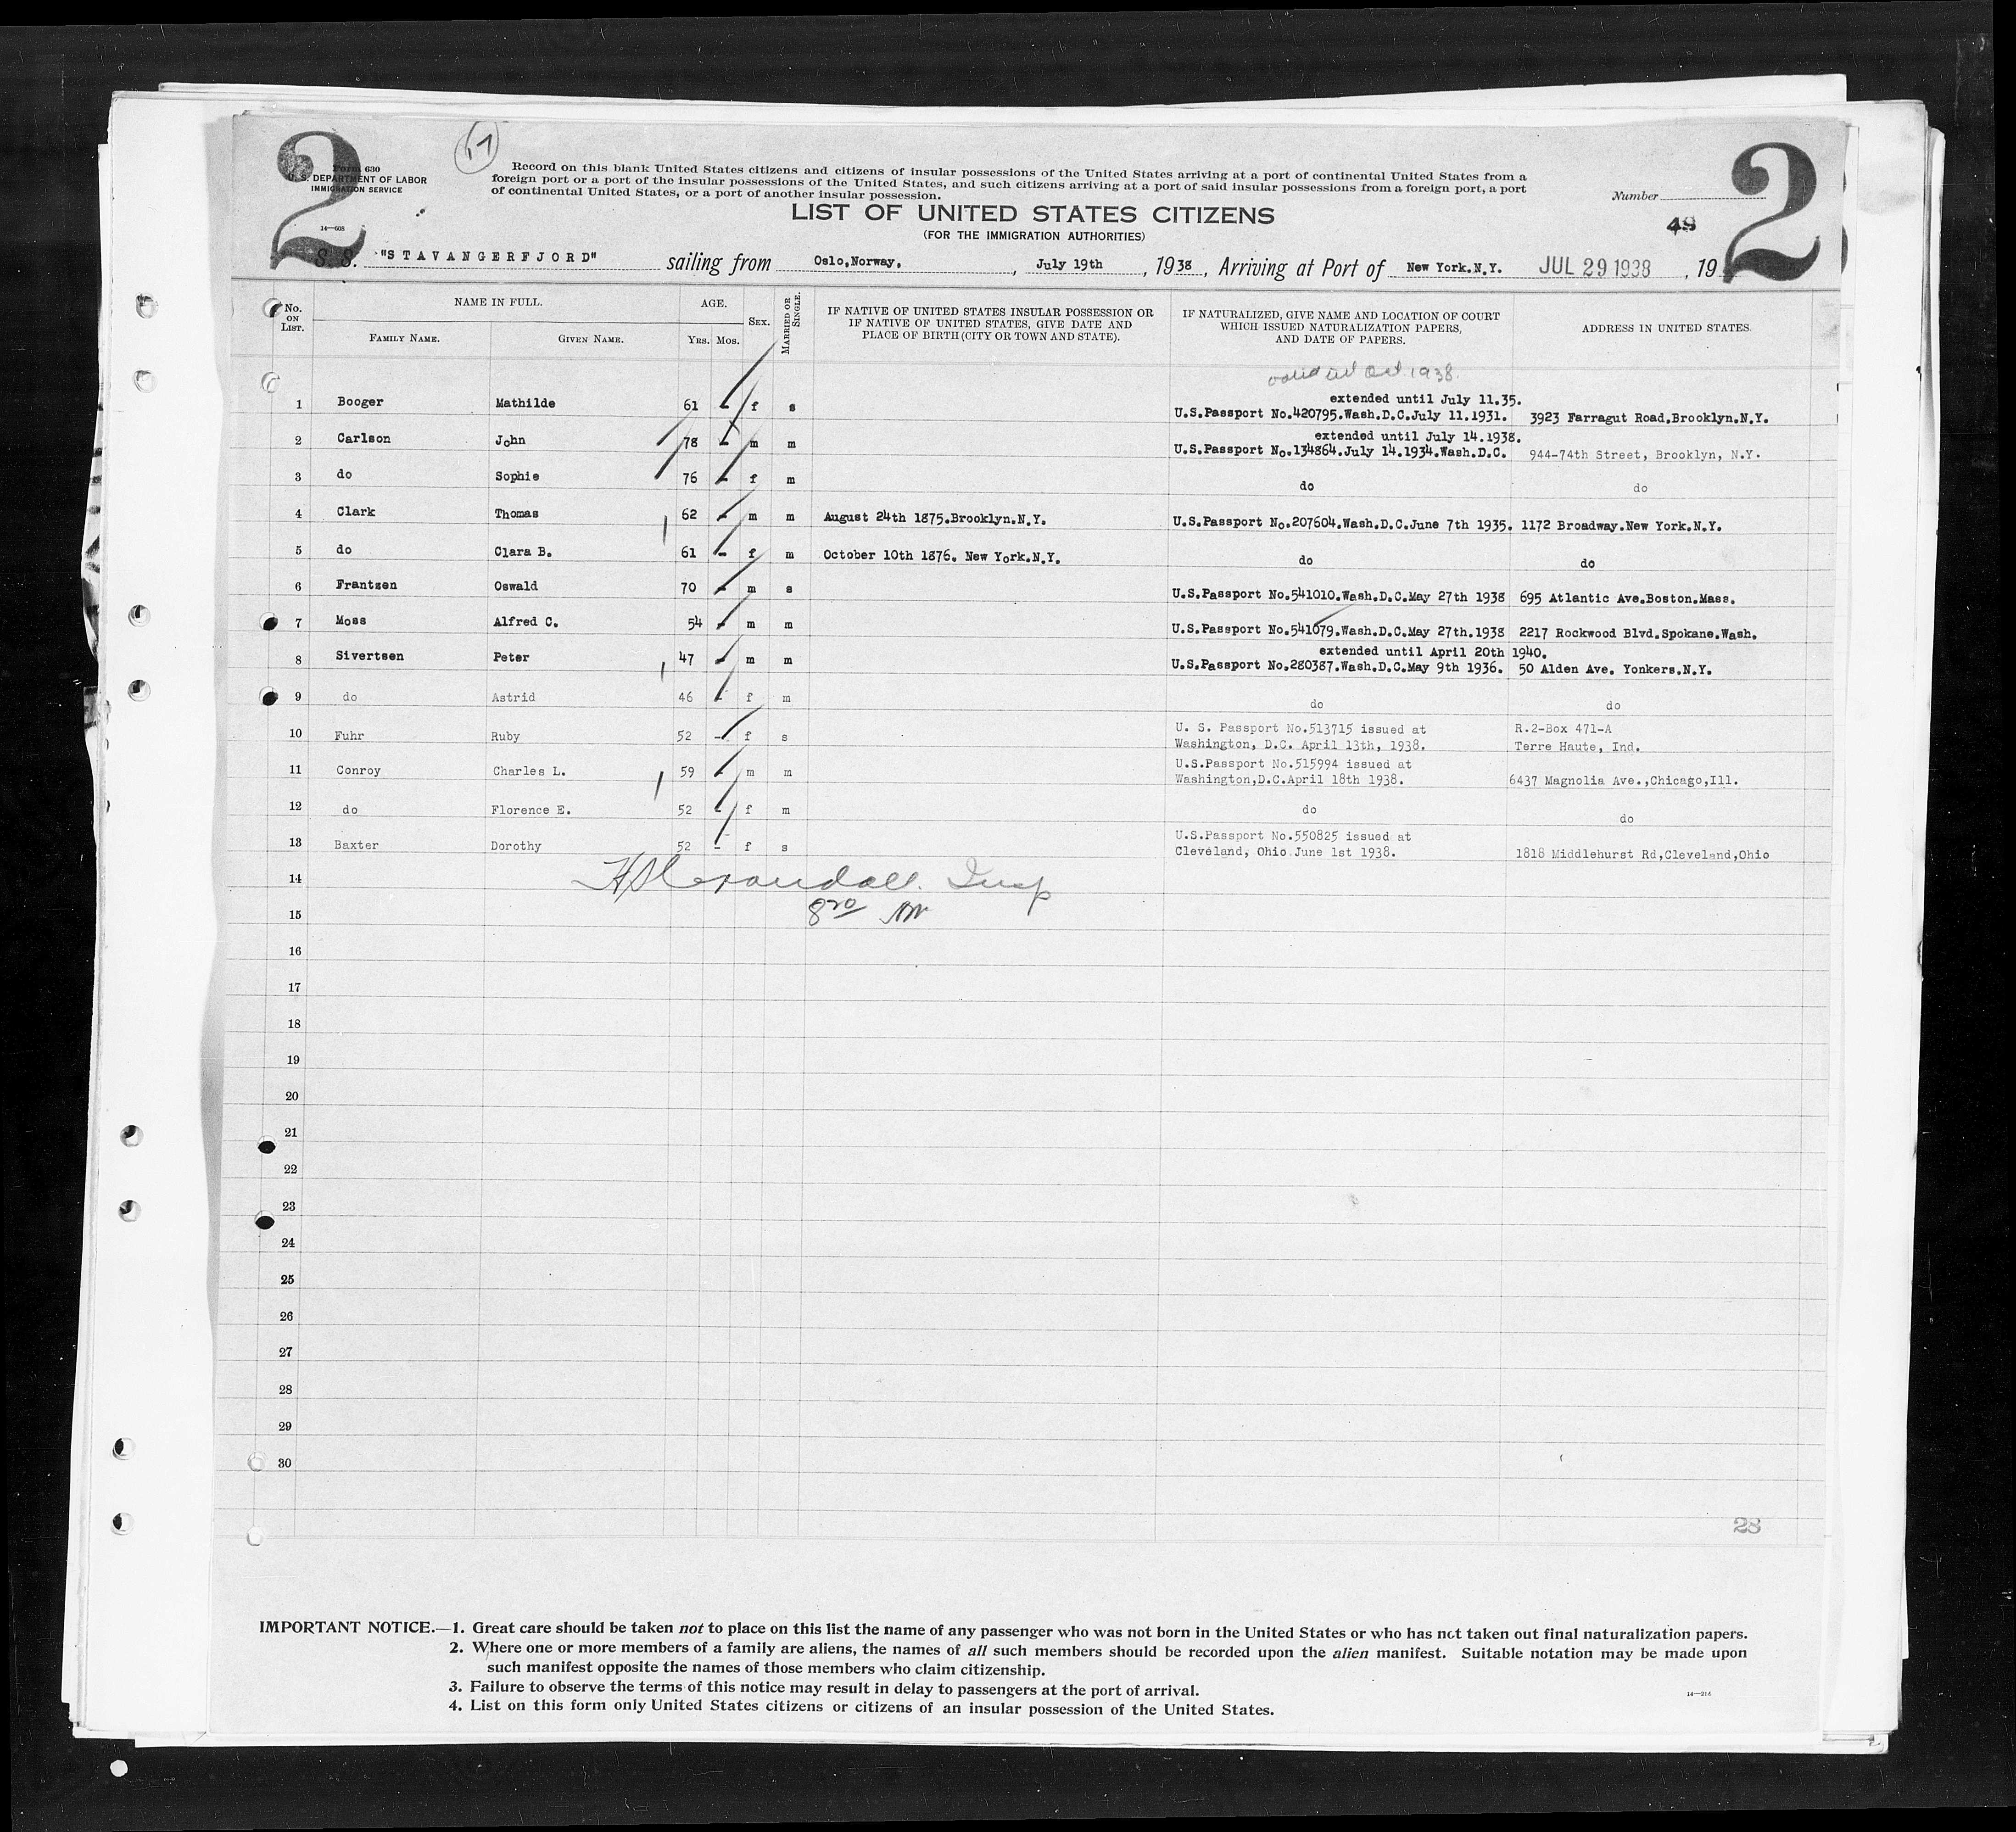 2 2
17
Form 630
U. S. DEPARTMENT OF LABOR
IMMIGRATION SERVICE
14—608
Record on this blank United States citizens and citizens of insular possessions of the United States arriving at a port of continental United States from a
foreign port or a port of the insular possessions of the United States, and such citizens arriving at a port of said insular possessions from a foreign port, a port
of continental United States, or a port of another insular possession.
Number
LIST OF UNITED STATES CITIZENS
(FOR THE IMMIGRATION AUTHORITIES)
48
S. S. "STAVANGERFJORD" sailing from Oslo,Norway. , July 19th , 1938 , Arriving at Port of New York.N.Y. JUL 29 1938 , 19
No. ON LIST. NAME IN FULL. AGE. SEX. MARRIED OR SINGLE. IF NATIVE OF UNITED STATES INSULAR POSSESSION OR IF NATIVE OF UNITED STATES, GIVE DATE AND PLACE OF BIRTH (CITY OR TOWN AND STATE). IF NATURALIZED, GIVE NAME AND LOCATION OF COURT WHICH ISSUED NATURALIZATION PAPERS, AND DATE OF PAPERS. ADDRESS IN UNITED STATES.
FAMILY NAME. GIVEN NAME. YRS. MOS.
valid until Oct 1938.
extended until July 11.35.
1 Booger Mathilde 61 - f s U.S.Passport No.420795.Wash.D.C.July 11.1931. 3923 Farragut Road,Brooklyn.N.Y.
extended until July 14.1938.
2 Carlson John 78 - m m U.S.Passport No.134864.July 14.1934.Wash.D.C. 944-74th Street, Brooklyn, N.Y.
3 do Sophie 76 - f m do do
4 Clark Thomas 62 - m m August 24th 1875.Brooklyn.N.Y. U.S.Passport No.207604.Wash.D.C.June 7th 1935. 1172 Broadway.New York.N.Y.
5 do Clara B. 61 - f m October 10th 1876. New York.N.Y. do do
6 Frantzen Oswald 70 - m s U.S.Passport No.541010.Wash.D.C.May 27th 1938 695 Atlantic Ave.Boston.Mass.
7 Moss Alfred C. 54 - m m U.S.Passport No.541079.Wash.D.C.May 27th.1938 2217 Rockwood Blvd.Spokane.Wash.
extended until April 20th 1940.
8 Sivertsen Peter 47 - m m U.S.Passport No.280387.Wash.D.C.May 9th 1936. 50 Alden Ave. Yonkers.N.Y.
9 do Astrid 46 - f m do do
10 Fuhr Ruby 52 - f s U. S. Passport No.513715 issued at R.2-Box 471-A
Washington, D.C. April 13th, 1938. Terre Haute, Ind.
11 Conroy Charles L. 59 - m m U.S.Passport No.515994 issued at
Washington,D.C.April 18th 1938. 6437 Magnolia Ave.,Chicago,Ill.
12 do Florence E. 52 - f m do do
13 Baxter Dorothy 52 - f s U.S.Passport No.550825 issued at
Cleveland, Ohio June 1st 1938. 1818 Middlehurst Rd,Cleveland,Ohio
14
Insp
15
16
17
18
19
20
21
22
23
24
25
26
27
28
29
30
28
IMPORTANT NOTICE.—1. Great care should be taken not to place on this list the name of any passenger who was not born in the United States or who has not taken out final naturalization papers.
2. Where one or more members of a family are aliens, the names of all such members should be recorded upon the alien manifest. Suitable notation may be made upon
such manifest opposite the names of those members who claim citizenship.
3. Failure to observe the terms of this notice may result in delay to passengers at the port of arrival.
4. List on this form only United States citizens or citizens of an insular possession of the United States.
14—216